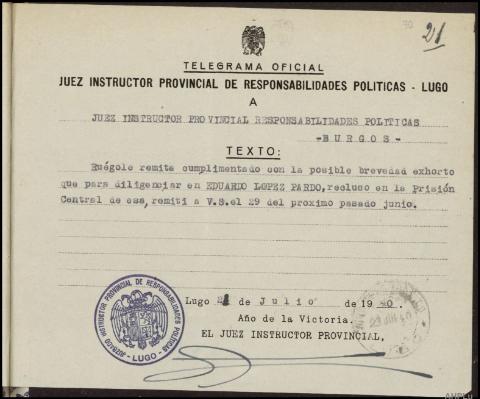 21
TELEGRAMA OFICIAL
JUEZ INSTRUCTOR PROVINCIAL DE RESPONSABILIDADES POLITICAS - LUGO
A
JUEZ INSTRUCTOR PROVINCIAL RESPONSABILIDADES POLITICAS
-BURGOS-
TEXTO:
Ruégole remita cumplimentado con la posible brevedad exhorto
que para diligenciar en EDUARDO LOPEZ PARDO, recluso en la Prisión
Central de esa, remití a V.S. el 29 del proximo pasado junio.
JUZGADO INSTRUCTOR PROVINCIAL DE RESPONSABILIDADES POLITICAS
- LUGO -
Lugo de Julio de 1940.
Año de la Victoria.
EL JUEZ INSTRUCTOR PROVINCIAL,